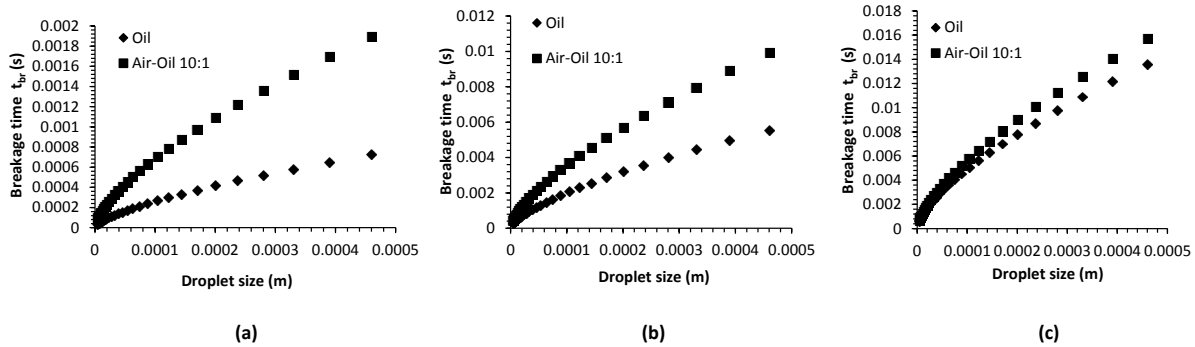 0.002
0.0018
0.0016
0.0014
0.0012
0.001
0.0008
0.0006
0.0004
0.0002
0
Breakage time t_br (s)
Oil
Air-Oil 10:1
0 0.0001 0.0002 0.0003 0.0004 0.0005
Droplet size (m)
(a)
0.012
0.01
0.008
0.006
0.004
0.002
0
Breakage time t_br (s)
Oil
Air-Oil 10:1
0 0.0001 0.0002 0.0003 0.0004 0.0005
Droplet size (m)
(b)
0.018
0.016
0.014
0.012
0.01
0.008
0.006
0.004
0.002
0
Breakage time t_br (s)
Oil
Air-Oil 10:1
0 0.0001 0.0002 0.0003 0.0004 0.0005
Droplet size (m)
(c)